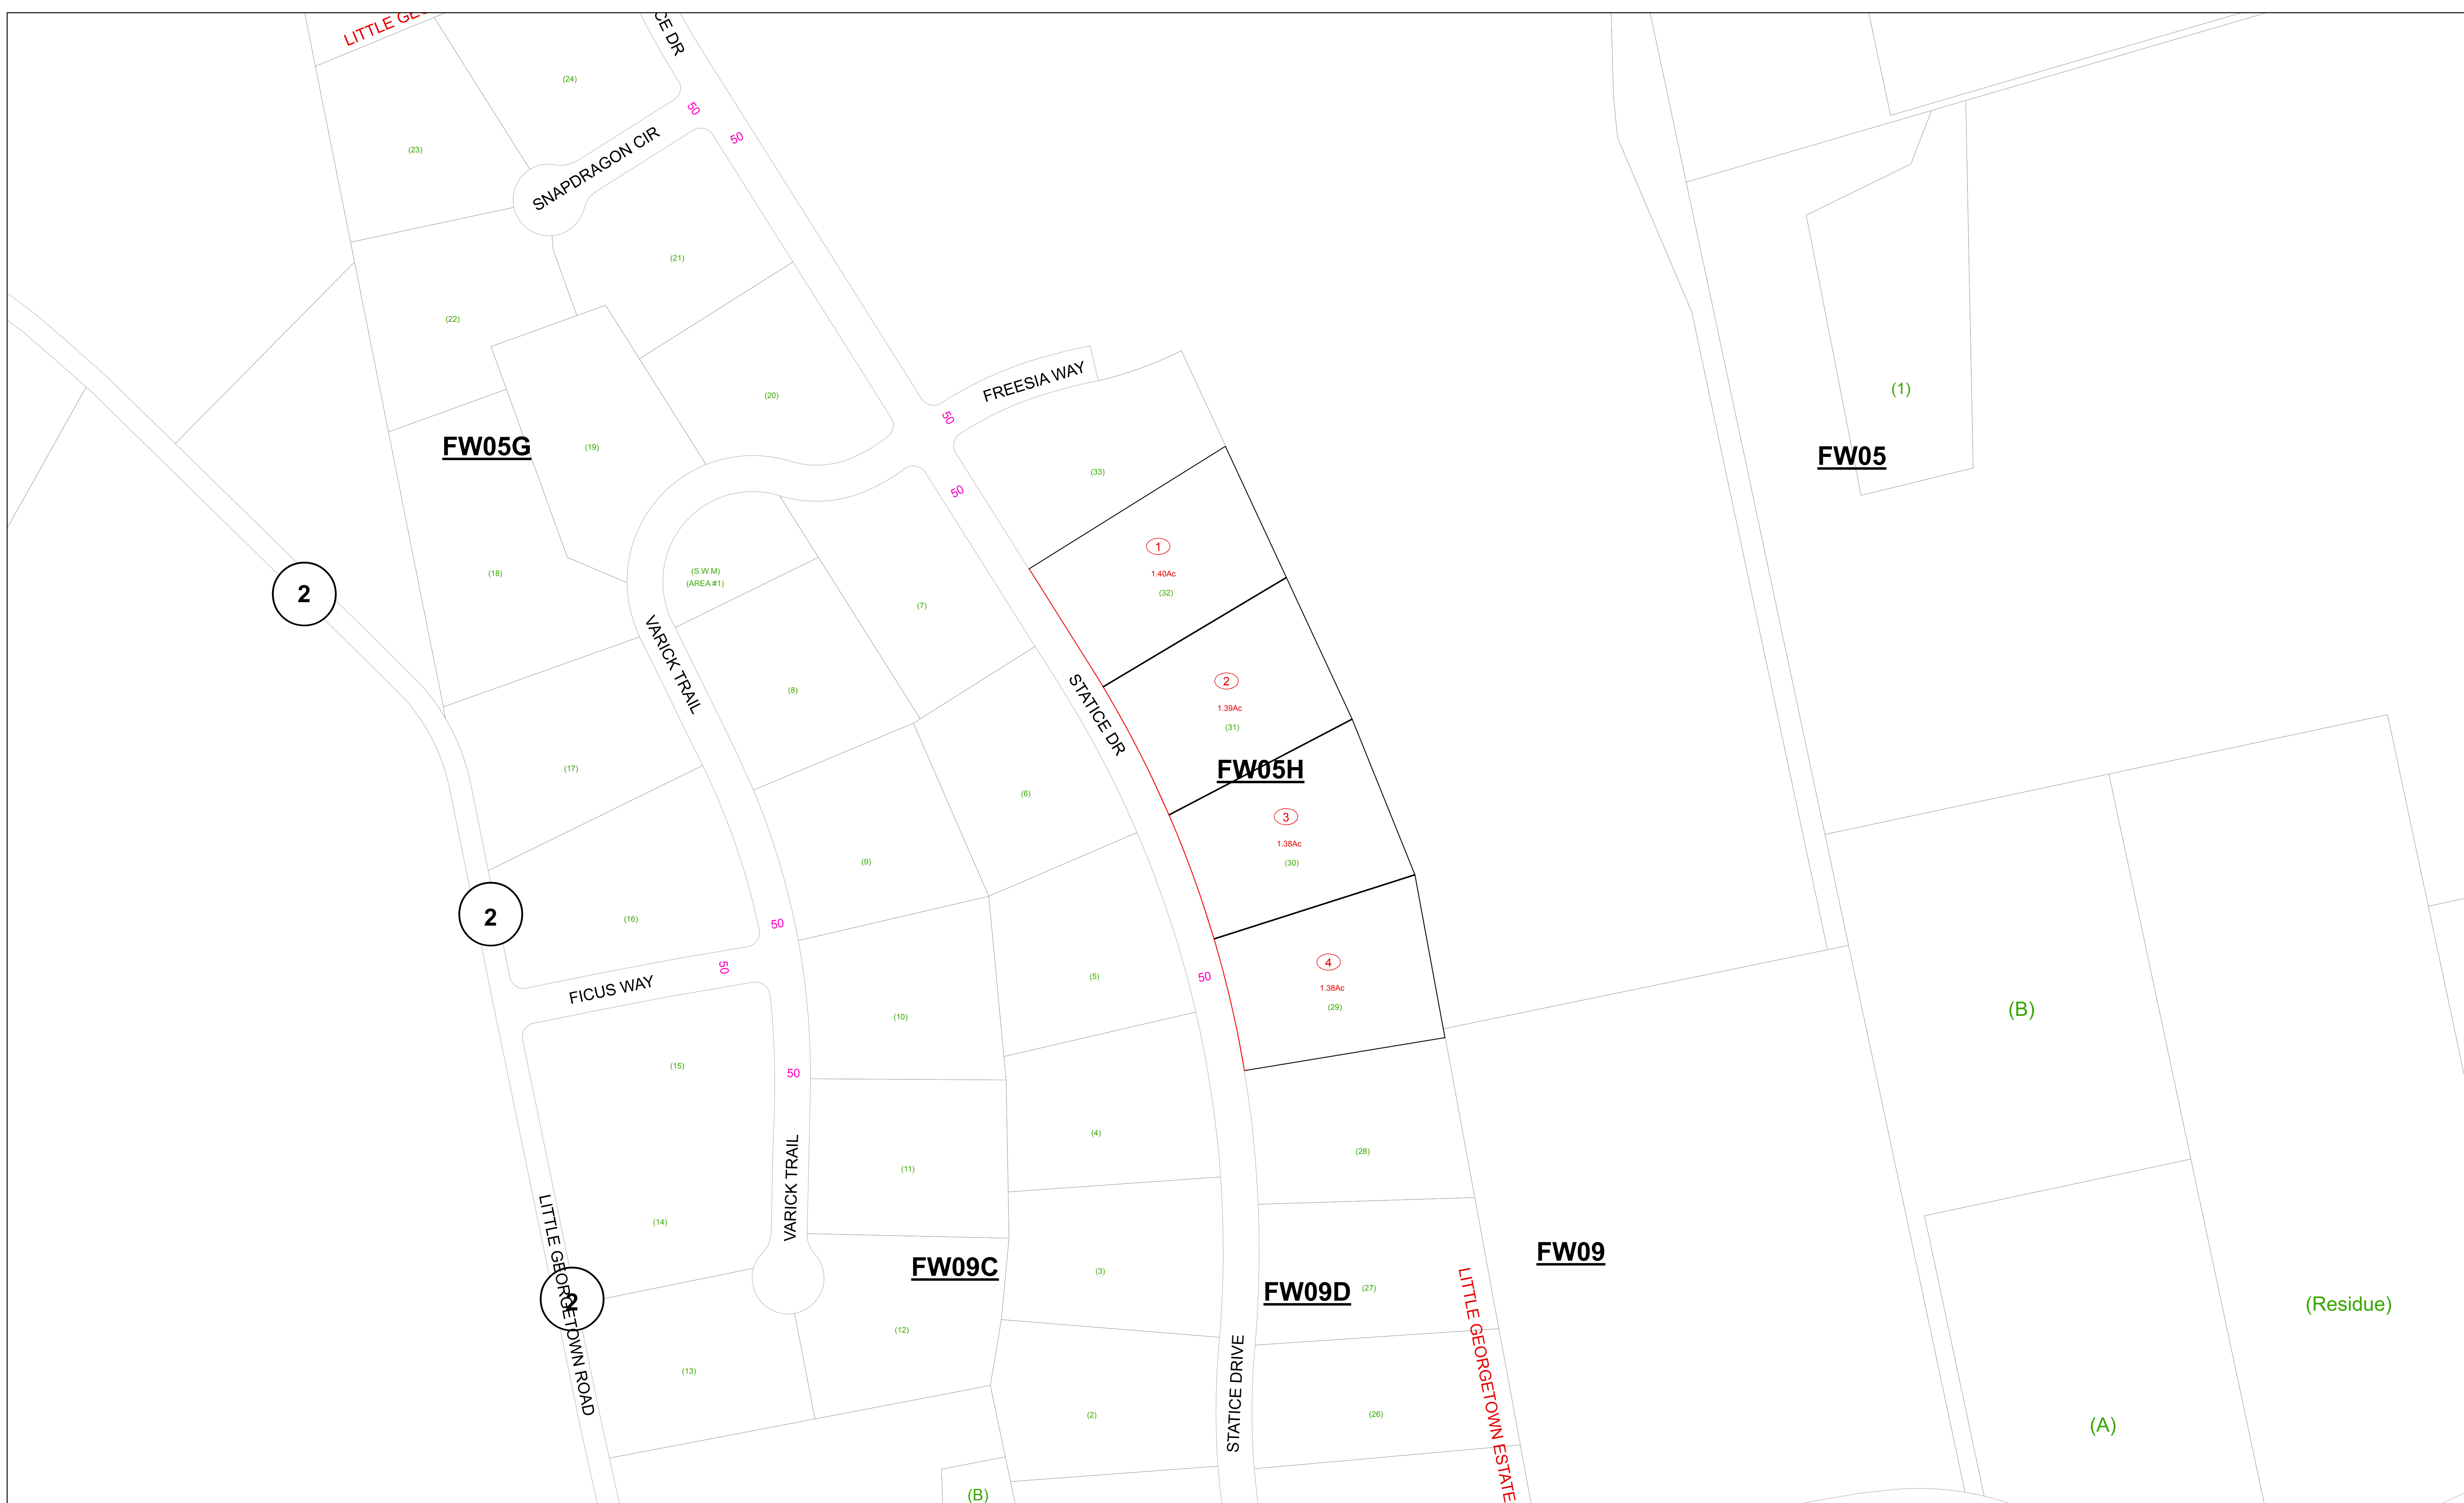 LITTLE GE
CE DR
(24)
50
50
(23)
SNAPDRAGON CIR
(21)
(22)
FREESIA WAY
(20)
(1)
50
FW05G
(19)
FW05
(33)
50
1
1.40Ac
(32)
(18)
(S.W.M)
(AREA #1)
2
(7)
VARICK TRAIL
(8)
STATICE DR
2
1.39Ac
(31)
(17)
FW05H
(6)
3
1.38Ac
(30)
(9)
2
(16)
50
50
FICUS WAY
(5)
50
4
1.38Ac
(29)
(B)
(10)
(15)
50
(4)
(28)
(11)
VARICK TRAIL
(14)
LITTLE GEORGETOWN ROAD
2
FW09C
(3)
FW09D
(27)
FW09
(Residue)
(12)
(13)
STATICE DRIVE
LITTLE GEORGETOWN ESTATE
(2)
(26)
(A)
(B)